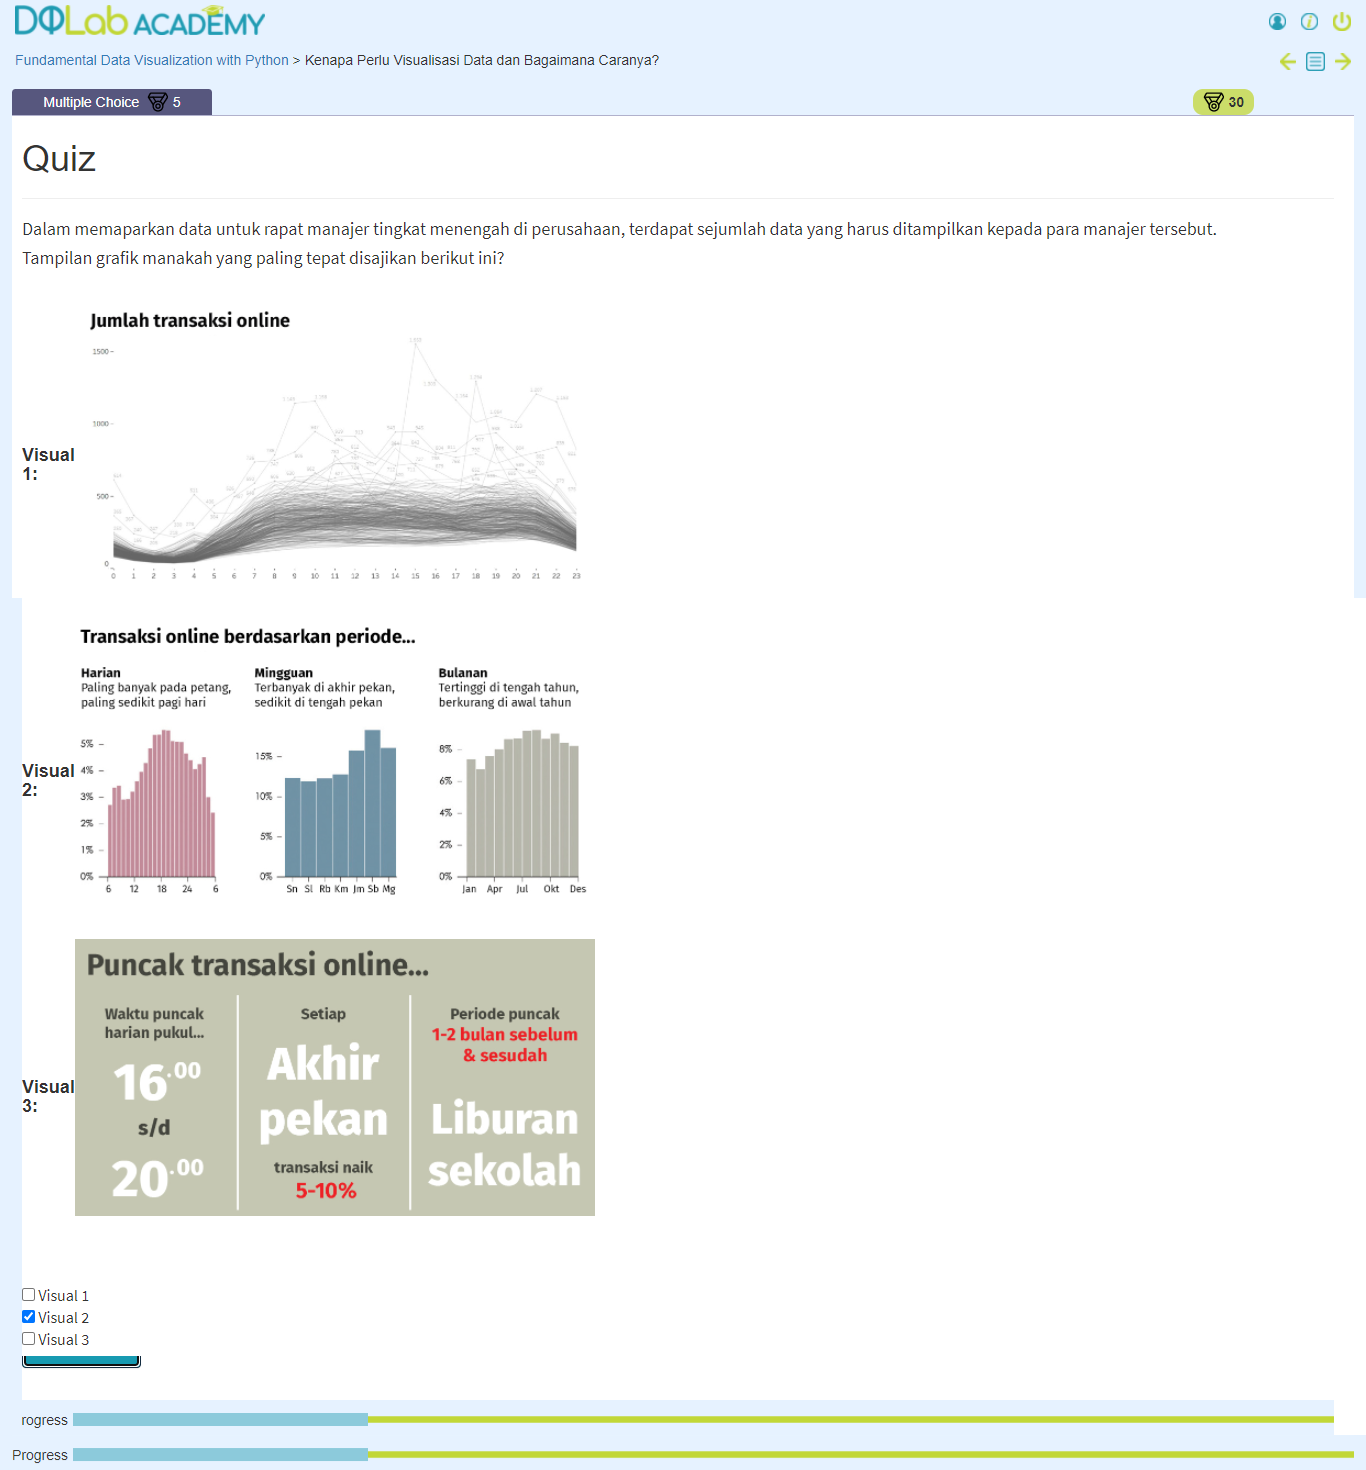 DQLab ACADEMY
Fundamental Data Visualization with Python > Kenapa Perlu Visualisasi Data dan Bagaimana Caranya?
Multiple Choice 5
30
Quiz
Dalam memaparkan data untuk rapat manajer tingkat menengah di perusahaan, terdapat sejumlah data yang harus ditampilkan kepada para manajer tersebut.
Tampilan grafik manakah yang paling tepat disajikan berikut ini?
Visual 1:
Jumlah transaksi online
1500
1000
500
0
0 1 2 3 4 5 6 7 8 9 10 11 12 13 14 15 16 17 18 19 20 21 22 23
Visual 2:
Transaksi online berdasarkan periode...
Harian
Paling banyak pada petang,
paling sedikit pagi hari
5%
4%
3%
2%
1%
0%
6 12 18 24 6
Mingguan
Terbanyak di akhir pekan,
sedikit di tengah pekan
15%
10%
5%
0%
Sn Sl Rb Km Jm Sb Mg
Bulanan
Tertinggi di tengah tahun,
berkurang di awal tahun
8%
6%
4%
2%
0%
Jan Apr Jul Okt Des
Visual 3:
Puncak transaksi online...
Waktu puncak
harian pukul...
16.00
s/d
20.00
Setiap
Akhir
pekan
transaksi naik
5-10%
Periode puncak
1-2 bulan sebelum
& sesudah
Liburan
sekolah
Visual 1
Visual 2
Visual 3
rogress
Progress